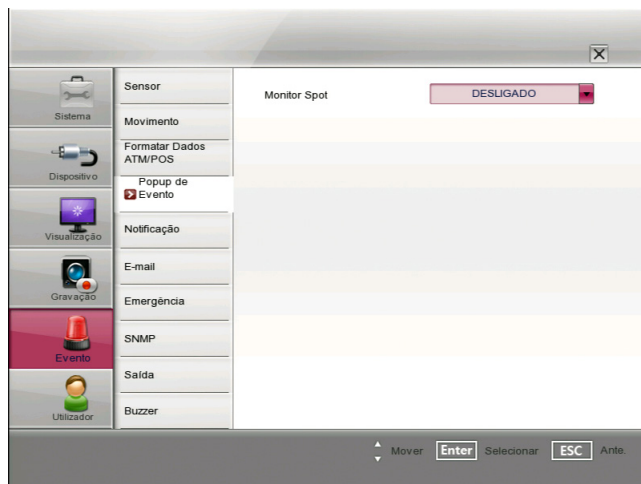 Sistema
Dispositivo
Visualização
Gravação
Evento
Utilizador
Sensor
Movimento
Formatar Dados
ATM/POS
Popup de
Evento
Notificação
E-mail
Emergência
SNMP
Saída
Buzzer
Monitor Spot DESLIGADO
Mover Enter Selecionar ESC Ante.